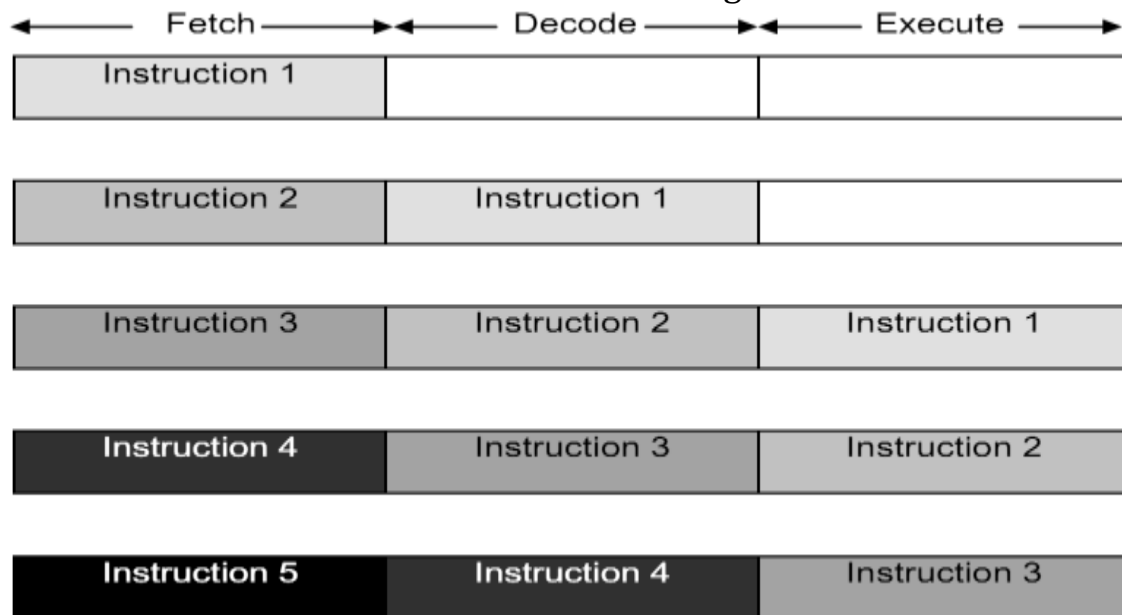 Fetch Decode Execute
Instruction 1
Instruction 2 Instruction 1
Instruction 3 Instruction 2 Instruction 1
Instruction 4 Instruction 3 Instruction 2
Instruction 5 Instruction 4 Instruction 3